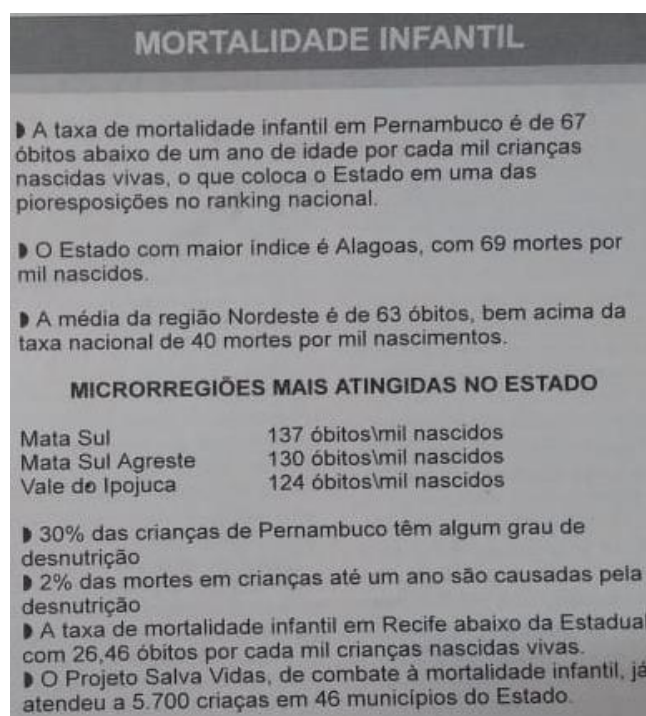 MORTALIDADE INFANTIL
◗ A taxa de mortalidade infantil em Pernambuco é de 67
óbitos abaixo de um ano de idade por cada mil crianças
nascidas vivas, o que coloca o Estado em uma das
pioresposições no ranking nacional.
◗ O Estado com maior índice é Alagoas, com 69 mortes por
mil nascidos.
◗ A média da região Nordeste é de 63 óbitos, bem acima da
taxa nacional de 40 mortes por mil nascimentos.
MICRORREGIÕES MAIS ATINGIDAS NO ESTADO
Mata Sul 137 óbitos\mil nascidos
Mata Sul Agreste 130 óbitos\mil nascidos
Vale do Ipojuca 124 óbitos\mil nascidos
◗ 30% das crianças de Pernambuco têm algum grau de
desnutrição
◗ 2% das mortes em crianças até um ano são causadas pela
desnutrição
◗ A taxa de mortalidade infantil em Recife abaixo da Estadual
com 26,46 óbitos por cada mil crianças nascidas vivas.
◗ O Projeto Salva Vidas, de combate à mortalidade infantil, já
atendeu a 5.700 criaças em 46 municípios do Estado.